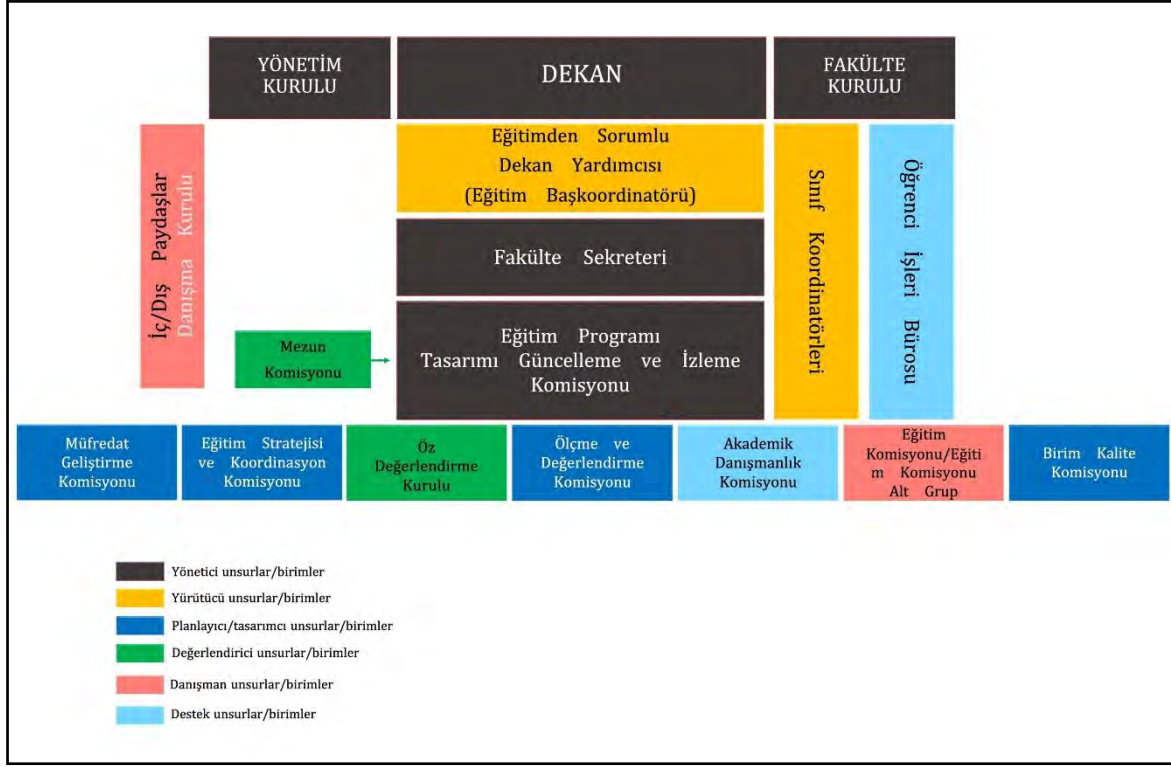 YÖNETİM
KURULU
DEKAN
FAKÜLTE
KURULU
İç/Dış Paydaşlar
Danışma Kurulu
Eğitimden Sorumlu
Dekan Yardımcısı
(Eğitim Başkoordinatörü)
Sınıf Koordinatörleri
Öğrenci İşleri Bürosu
Fakülte Sekreteri
Mezun
Komisyonu
Eğitim Programı
Tasarımı Güncelleme ve İzleme
Komisyonu
Müfredat
Geliştirme
Komisyonu
Eğitim Stratejisi
ve Koordinasyon
Komisyonu
Öz
Değerlendirme
Kurulu
Ölçme ve
Değerlendirme
Komisyonu
Akademik
Danışmanlık
Komisyonu
Eğitim
Komisyonu/Eğiti
m Komisyonu
Alt Grup
Birim Kalite
Komisyonu
Yönetici unsurlar/birimler
Yürütücü unsurlar/birimler
Planlayıcı/tasarımcı unsurlar/birimler
Değerlendirici unsurlar/birimler
Danışman unsurlar/birimler
Destek unsurlar/birimler